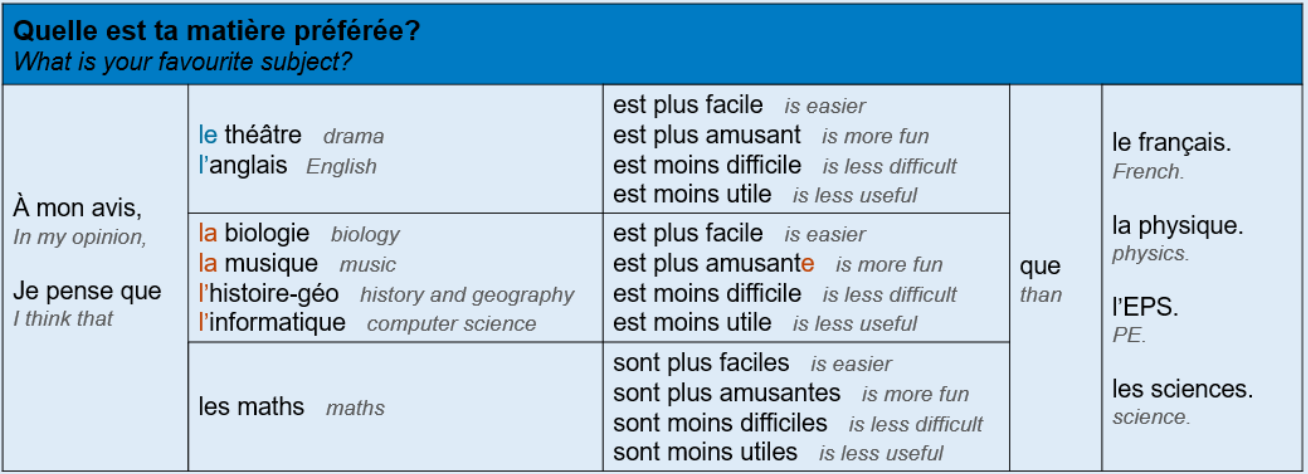 Quelle est ta matière préférée?
What is your favourite subject?
À mon avis,
In my opinion,
Je pense que
I think that
le théâtre drama
l'anglais English
est plus facile is easier
est plus amusant is more fun
est moins difficile is less difficult
est moins utile is less useful
la biologie biology
la musique music
l'histoire-géo history and geography
l'informatique computer science
est plus facile is easier
est plus amusante is more fun
est moins difficile is less difficult
est moins utile is less useful
les maths maths
sont plus faciles is easier
sont plus amusantes is more fun
sont moins difficiles is less difficult
sont moins utiles is less useful
que
than
le français.
French.
la physique.
physics.
l'EPS.
PE.
les sciences.
science.